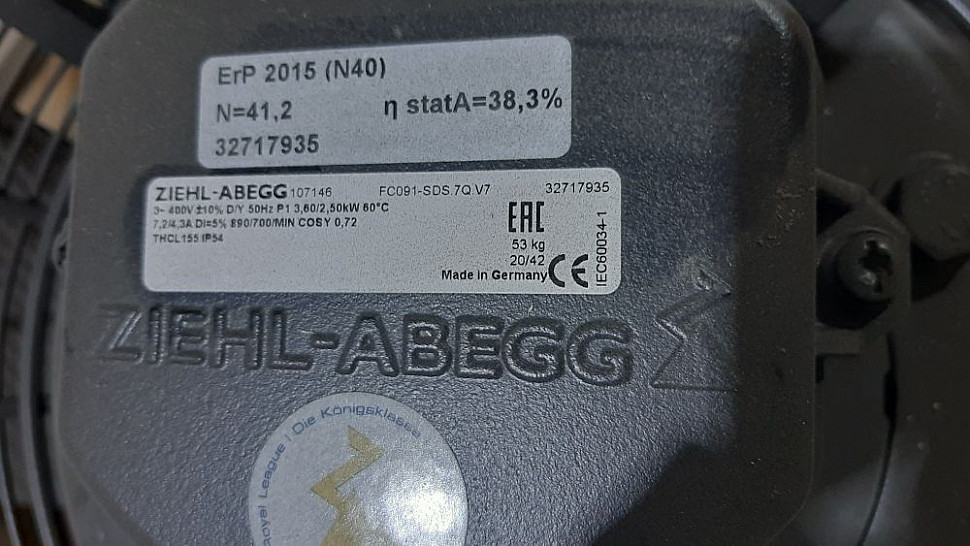 ErP 2015 (N40)
N=41,2 η statA=38,3%
32717935
ZIEHL-ABEGG 107146 FC091-SDS.7Q.V7 32717935
3~ 400V ±10% D/Y 50Hz P1 3,60/2,50kW 60°C
7,2/4,3A DI=5% 890/700/MIN COSY 0,72
THCL155 IP54
EAC
53 kg
20/42
Made in Germany CE
IEC60034-1
ZIEHL-ABEGG
Royal League | Die Königsklasse